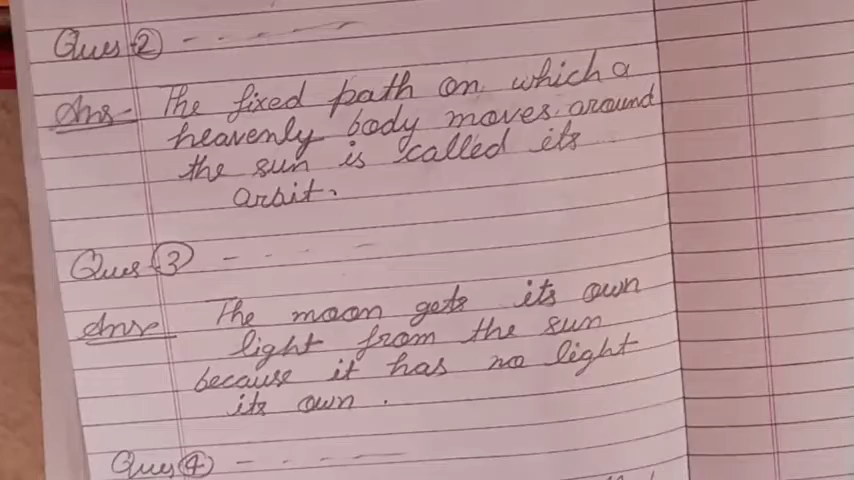 Ques ② - - - - -
Ans - The fixed path on which a
heavenly body moves around
the sun is called its
orbit.
Ques ③ - - - -
Ans The moon gets its own
light from the sun
because it has no light
its own.
Ques ④ - - - - -